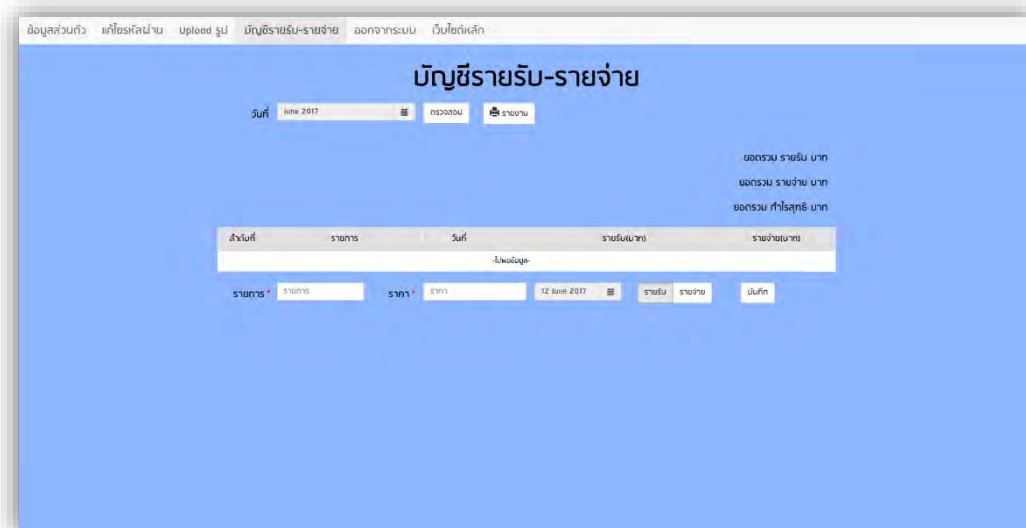 ข้อมูลส่วนตัว แก้ไขรหัสผ่าน Upload รูป บัญชีรายรับ-รายจ่าย ออกจากระบบ เว็บไซต์หลัก
บัญชีรายรับ-รายจ่าย
วันที่ June 2017 ตรวจสอบ รายงาน
ยอดรวม รายรับ บาท
ยอดรวม รายจ่าย บาท
ยอดรวม กำไรสุทธิ บาท
ลำดับที่ รายการ วันที่ รายรับ(บาท) รายจ่าย(บาท)
-ไม่พบข้อมูล-
รายการ * รายการ ราคา * ราคา 12 June 2017 รายรับ รายจ่าย บันทึก